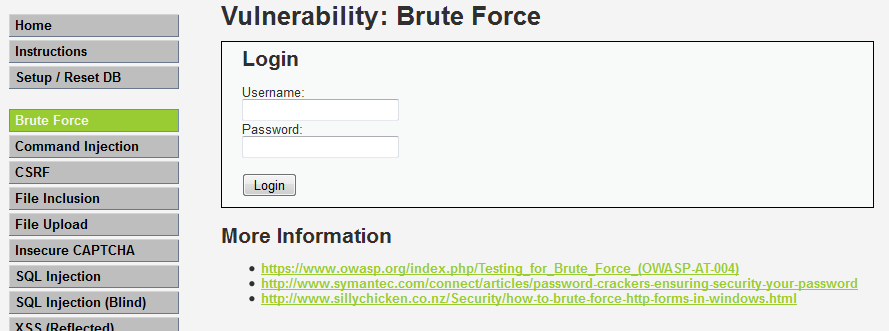 Home
Instructions
Setup / Reset DB
Brute Force
Command Injection
CSRF
File Inclusion
File Upload
Insecure CAPTCHA
SQL Injection
SQL Injection (Blind)
XSS (Reflected)
Vulnerability: Brute Force
Login
Username:
Password:
Login
More Information
https://www.owasp.org/index.php/Testing_for_Brute_Force_(OWASP-AT-004)
http://www.symantec.com/connect/articles/password-crackers-ensuring-security-your-password
http://www.sillychicken.co.nz/Security/how-to-brute-force-http-forms-in-windows.html